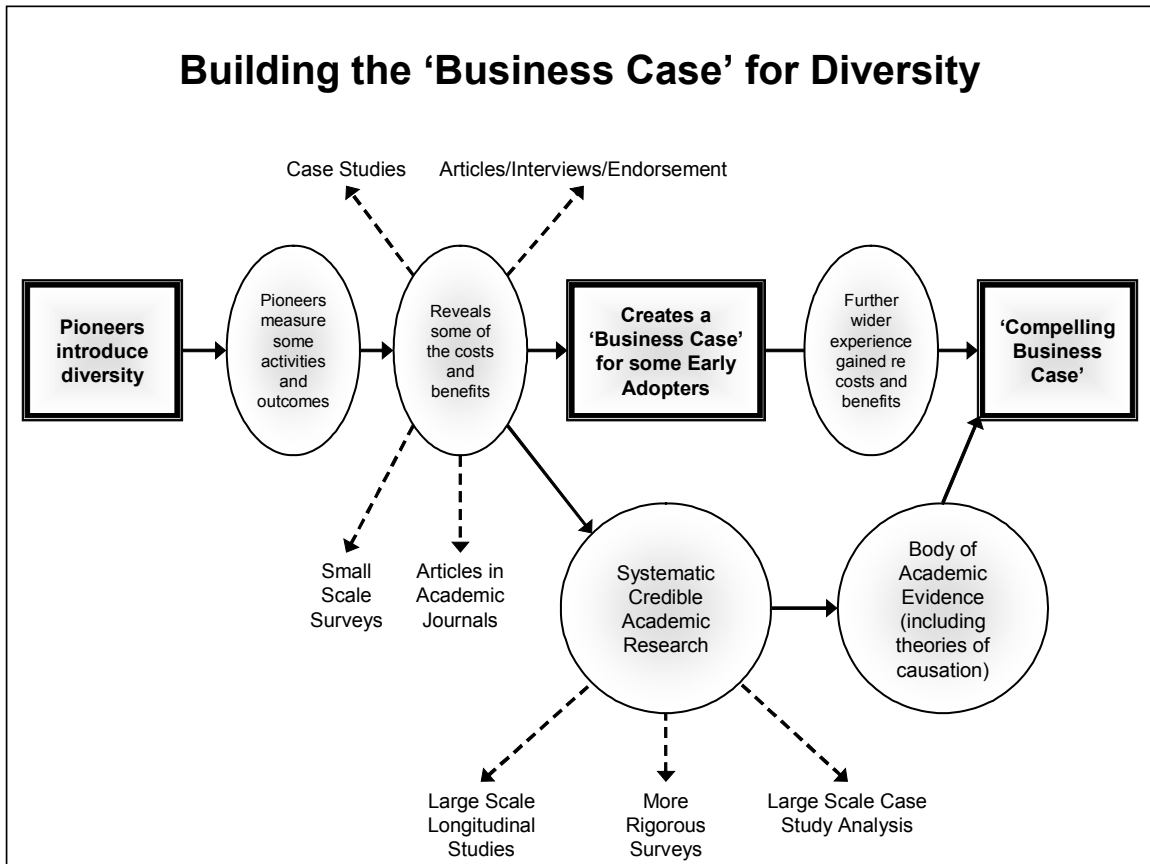 Building the ‘Business Case’ for Diversity
Case Studies
Articles/Interviews/Endorsement
Pioneers
introduce
diversity
Pioneers
measure
some
activities
and
outcomes
Reveals
some of
the costs
and
benefits
Creates a
‘Business Case’
for some Early
Adopters
Further
wider
experience
gained re
costs and
benefits
‘Compelling
Business
Case’
Small
Scale
Surveys
Articles in
Academic
Journals
Systematic
Credible
Academic
Research
Body of
Academic
Evidence
(including
theories of
causation)
Large Scale
Longitudinal
Studies
More
Rigorous
Surveys
Large Scale Case
Study Analysis